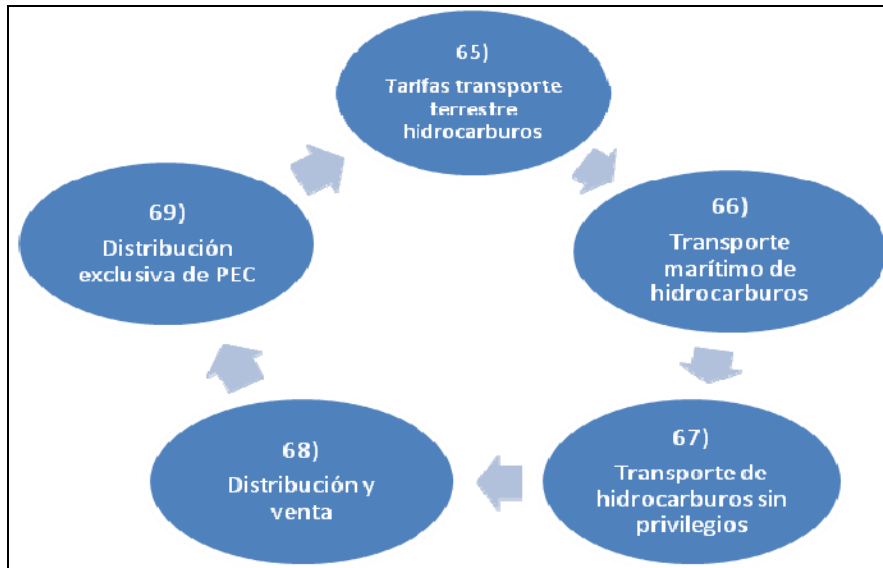 65)
Tarifas transporte
terrestre
hidrocarburos
66)
Transporte
marítimo de
hidrocarburos
67)
Transporte de
hidrocarburos sin
privilegios
68)
Distribución y
venta
69)
Distribución
exclusiva de PEC